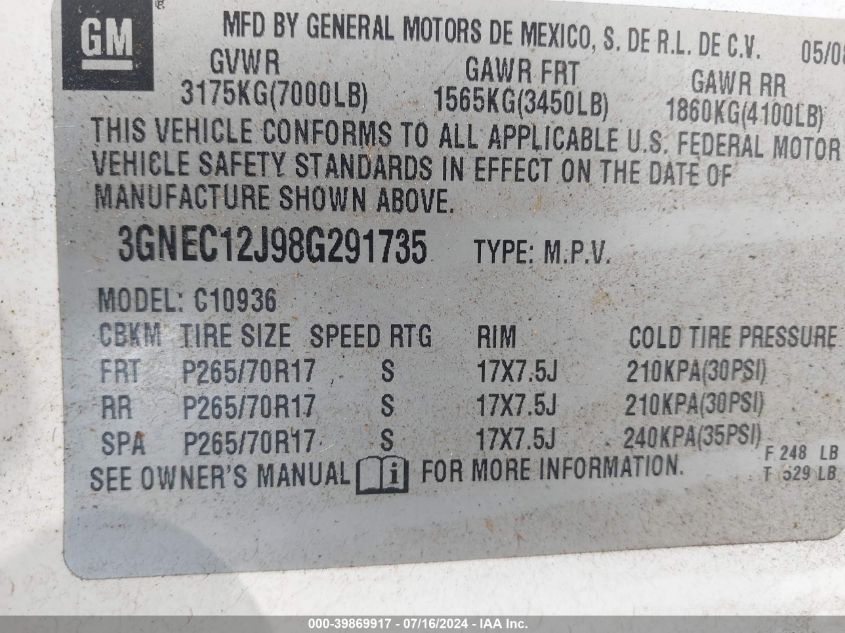 GM ®
MFD BY GENERAL MOTORS DE MEXICO, S. DE R.L. DE C.V. 05/08
GVWR GAWR FRT GAWR RR
3175KG(7000LB) 1565KG(3450LB) 1860KG(4100LB)
THIS VEHICLE CONFORMS TO ALL APPLICABLE U.S. FEDERAL MOTOR
VEHICLE SAFETY STANDARDS IN EFFECT ON THE DATE OF
MANUFACTURE SHOWN ABOVE.
3GNEC12J98G291735 TYPE: M.P.V.
MODEL: C10936
CBKM TIRE SIZE SPEED RTG RIM COLD TIRE PRESSURE
FRT P265/70R17 S 17X7.5J 210KPA(30PSI)
RR P265/70R17 S 17X7.5J 210KPA(30PSI)
SPA P265/70R17 S 17X7.5J 240KPA(35PSI)
F 248 LB
SEE OWNER'S MANUAL i FOR MORE INFORMATION.
T 529 LB
000-39869917 - 07/16/2024 - IAA Inc.